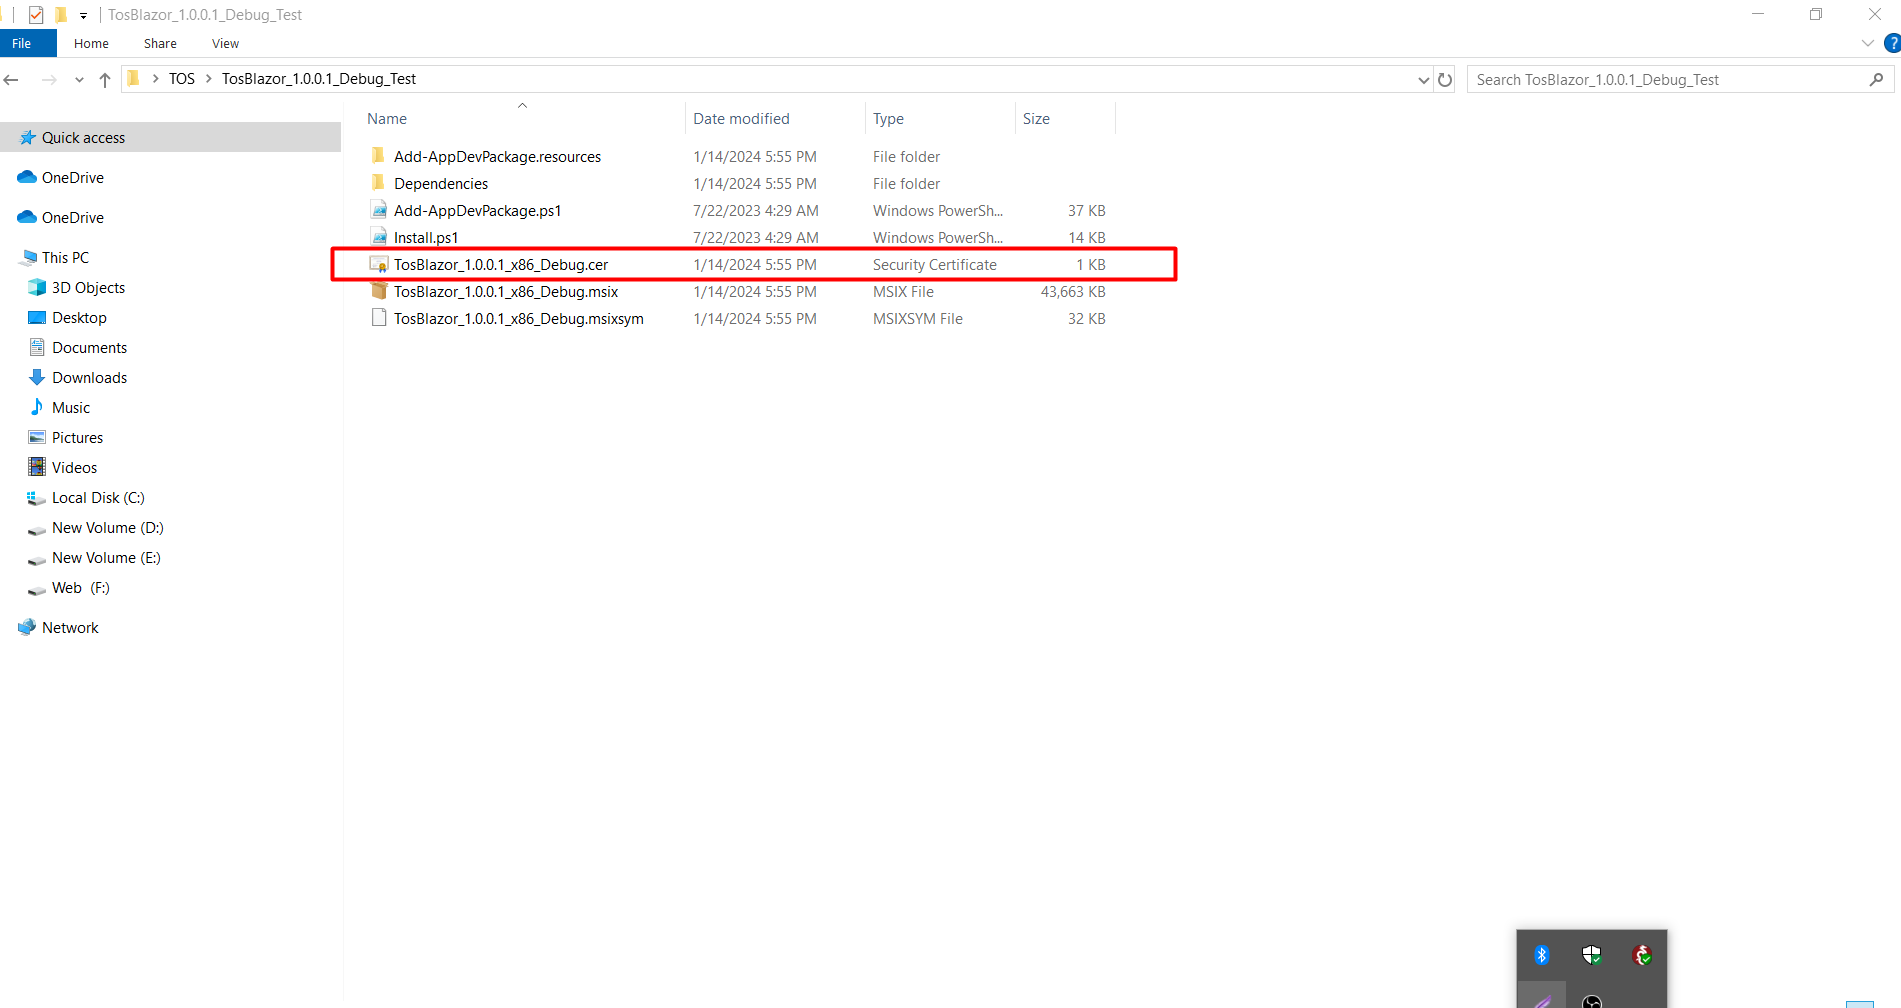 TosBlazor_1.0.0.1_Debug_Test
File Home Share View ?
TOS TosBlazor_1.0.0.1_Debug_Test Search TosBlazor_1.0.0.1_Debug_Test
Name Date modified Type Size
Quick access
OneDrive
OneDrive
This PC
3D Objects
Desktop
Documents
Downloads
Music
Pictures
Videos
Local Disk (C:)
New Volume (D:)
New Volume (E:)
Web (F:)
Network
Add-AppDevPackage.resources 1/14/2024 5:55 PM File folder
Dependencies 1/14/2024 5:55 PM File folder
Add-AppDevPackage.ps1 7/22/2023 4:29 AM Windows PowerSh... 37 KB
Install.ps1 7/22/2023 4:29 AM Windows PowerSh... 14 KB
TosBlazor_1.0.0.1_x86_Debug.cer 1/14/2024 5:55 PM Security Certificate 1 KB
TosBlazor_1.0.0.1_x86_Debug.msix 1/14/2024 5:55 PM MSIX File 43,663 KB
TosBlazor_1.0.0.1_x86_Debug.msixsym 1/14/2024 5:55 PM MSIXSYM File 32 KB